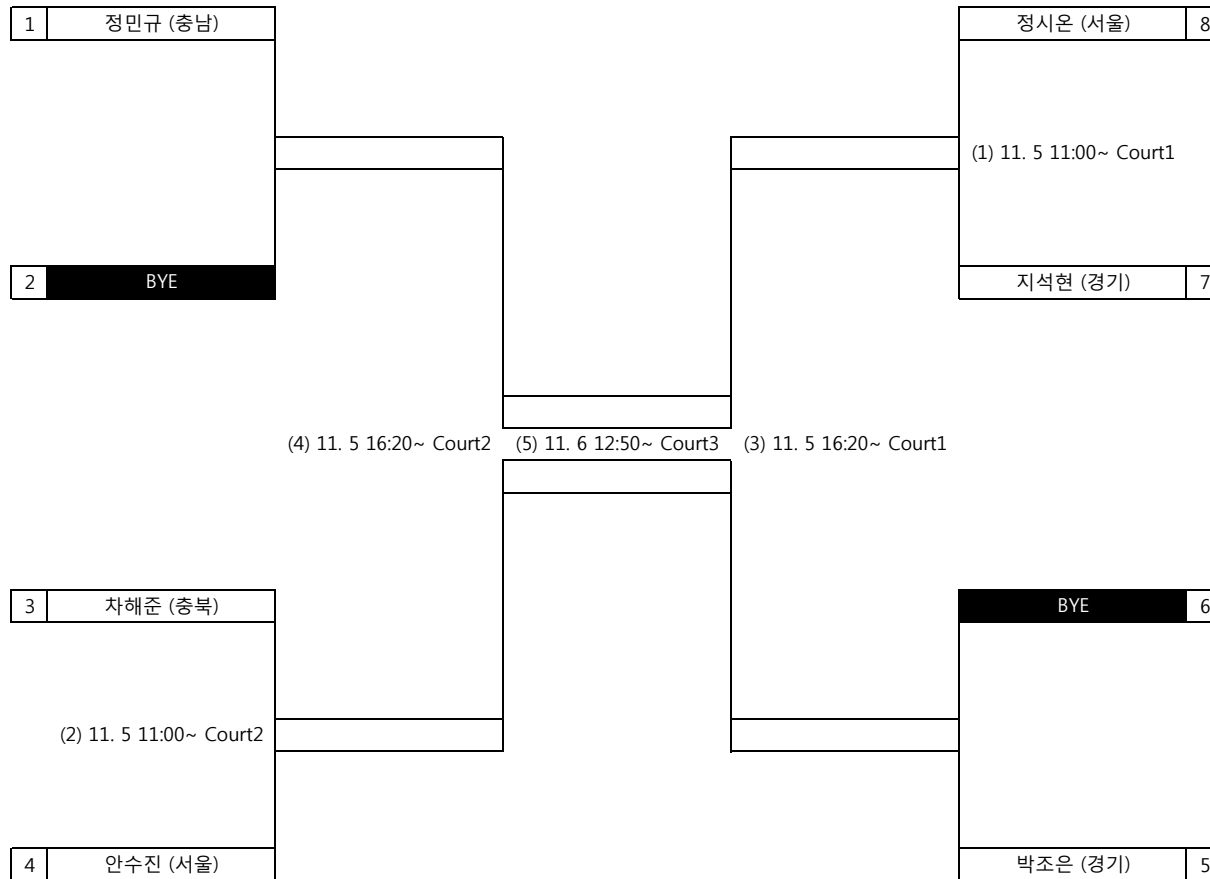 1 정민규 (충남)
정시온 (서울) 8
(1) 11. 5 11:00~ Court1
2 BYE
지석현 (경기) 7
(4) 11. 5 16:20~ Court2
(5) 11. 6 12:50~ Court3
(3) 11. 5 16:20~ Court1
3 차해준 (충북)
BYE 6
(2) 11. 5 11:00~ Court2
4 안수진 (서울)
박조은 (경기) 5